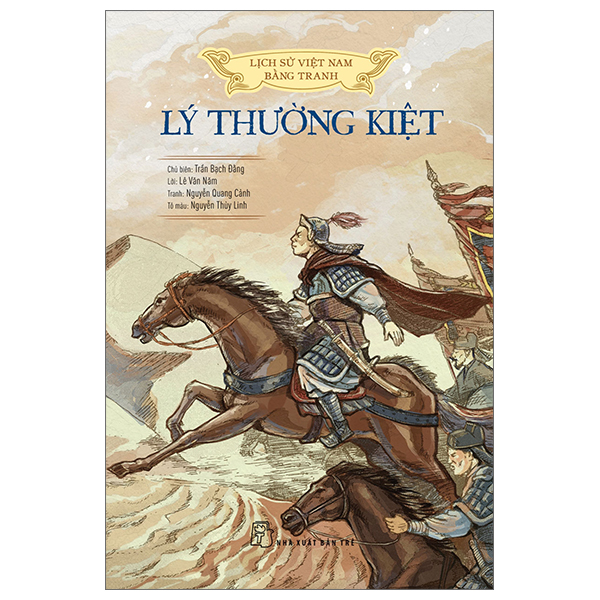 LỊCH SỬ VIỆT NAM
BẰNG TRANH
LÝ THƯỜNG KIỆT
Chủ biên: Trần Bạch Đằng
Lời: Lê Văn Năm
Tranh: Nguyễn Quang Cảnh
Tô màu: Nguyễn Thùy Linh
NHÀ XUẤT BẢN TRẺ